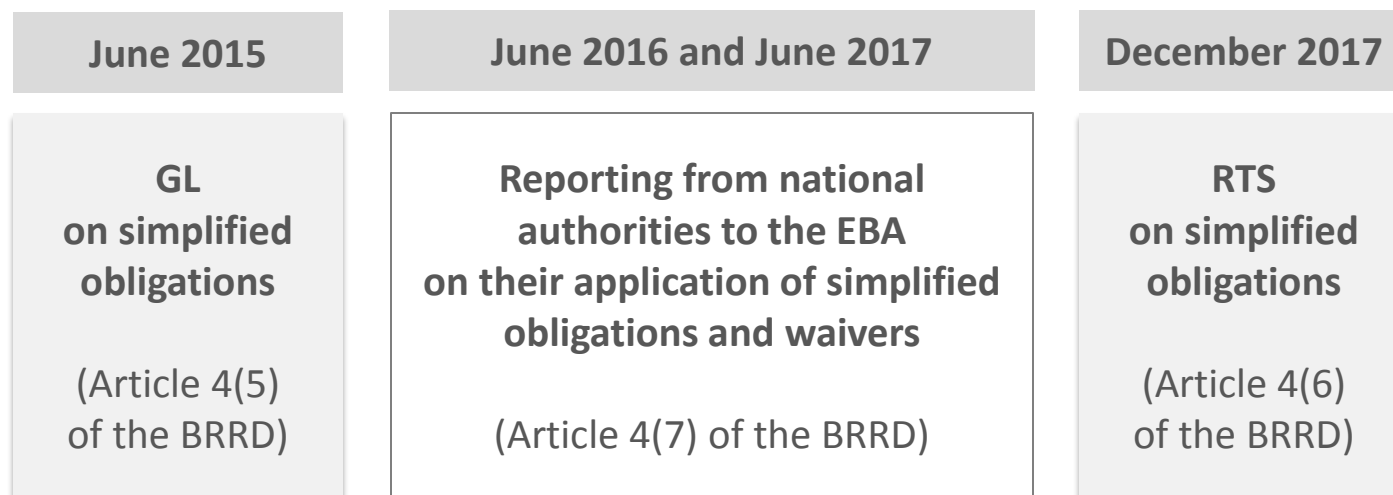 June 2015
June 2016 and June 2017
December 2017
GL
on simplified
obligations
(Article 4(5)
of the BRRD)
Reporting from national
authorities to the EBA
on their application of simplified
obligations and waivers
(Article 4(7) of the BRRD)
RTS
on simplified
obligations
(Article 4(6)
of the BRRD)